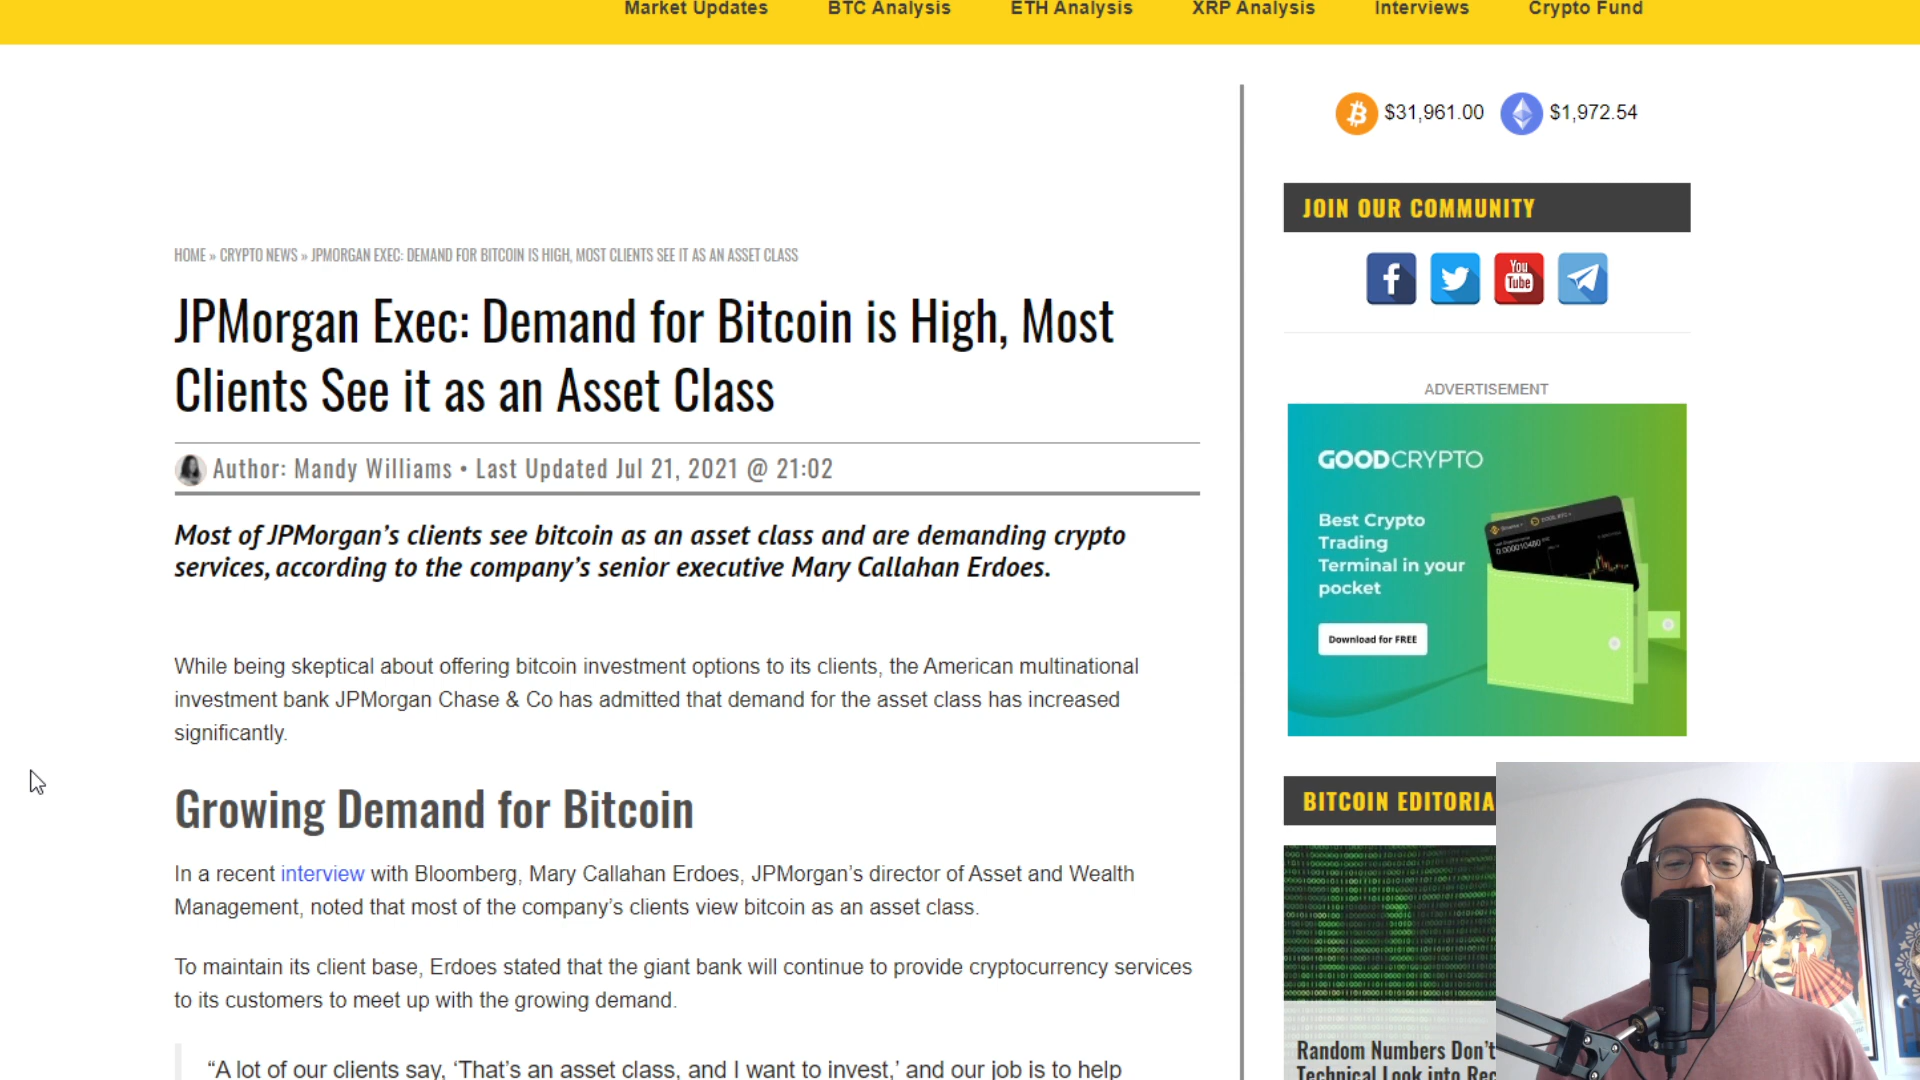 Market Updates BTC Analysis ETH Analysis XRP Analysis Interviews Crypto Fund
$31,961.00 $1,972.54
JOIN OUR COMMUNITY
You
Tube
HOME » CRYPTO NEWS » JPMORGAN EXEC: DEMAND FOR BITCOIN IS HIGH, MOST CLIENTS SEE IT AS AN ASSET CLASS
JPMorgan Exec: Demand for Bitcoin is High, Most
Clients See it as an Asset Class
Author: Mandy Williams • Last Updated Jul 21, 2021 @ 21:02
Most of JPMorgan’s clients see bitcoin as an asset class and are demanding crypto
services, according to the company’s senior executive Mary Callahan Erdoes.
While being skeptical about offering bitcoin investment options to its clients, the American multinational
investment bank JPMorgan Chase & Co has admitted that demand for the asset class has increased
significantly.
Growing Demand for Bitcoin
In a recent interview with Bloomberg, Mary Callahan Erdoes, JPMorgan’s director of Asset and Wealth
Management, noted that most of the company’s clients view bitcoin as an asset class.
To maintain its client base, Erdoes stated that the giant bank will continue to provide cryptocurrency services
to its customers to meet up with the growing demand.
“A lot of our clients say, ‘That’s an asset class, and I want to invest,’ and our job is to help
ADVERTISEMENT
GOODCRYPTO
Best Crypto
Trading
Terminal in your
pocket
Download for FREE
BITCOIN EDITORIA
Random Numbers Don’t
Technical Look into Rec